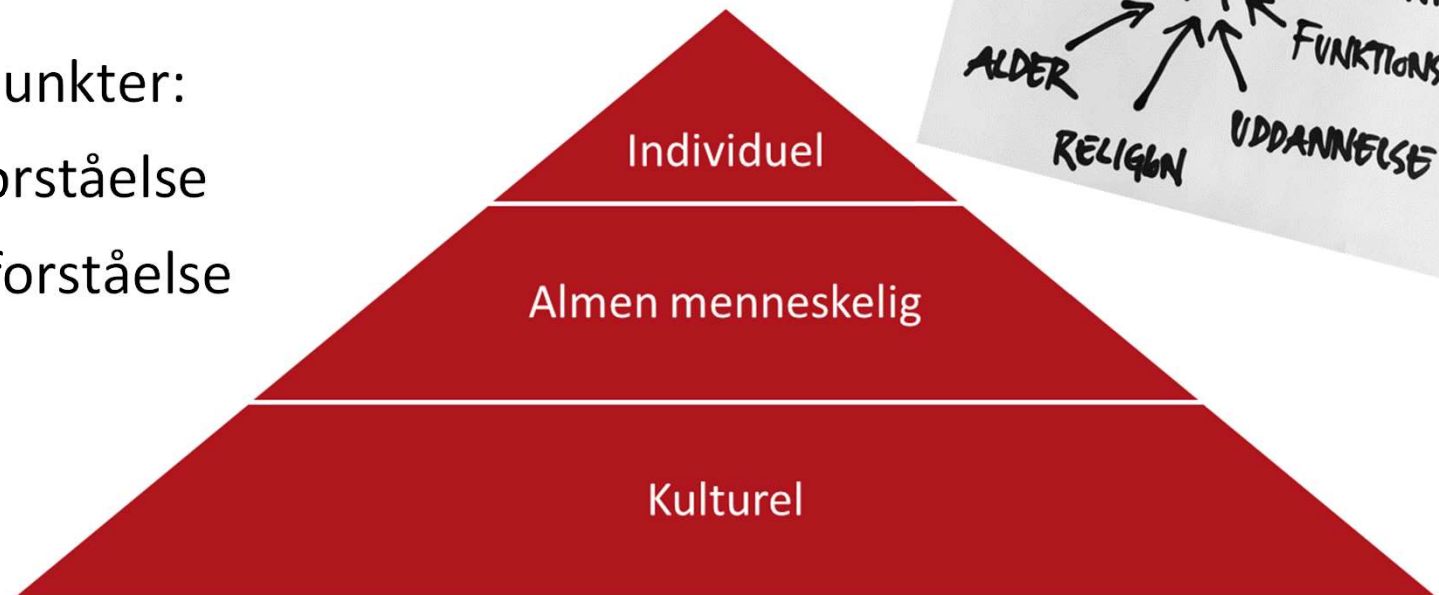 unkter:
orståelse
forståelse
Individuel
Almen menneskelig
Kulturel
ALDER
RELIGION
UDDANNELSE
FUNKTIONS